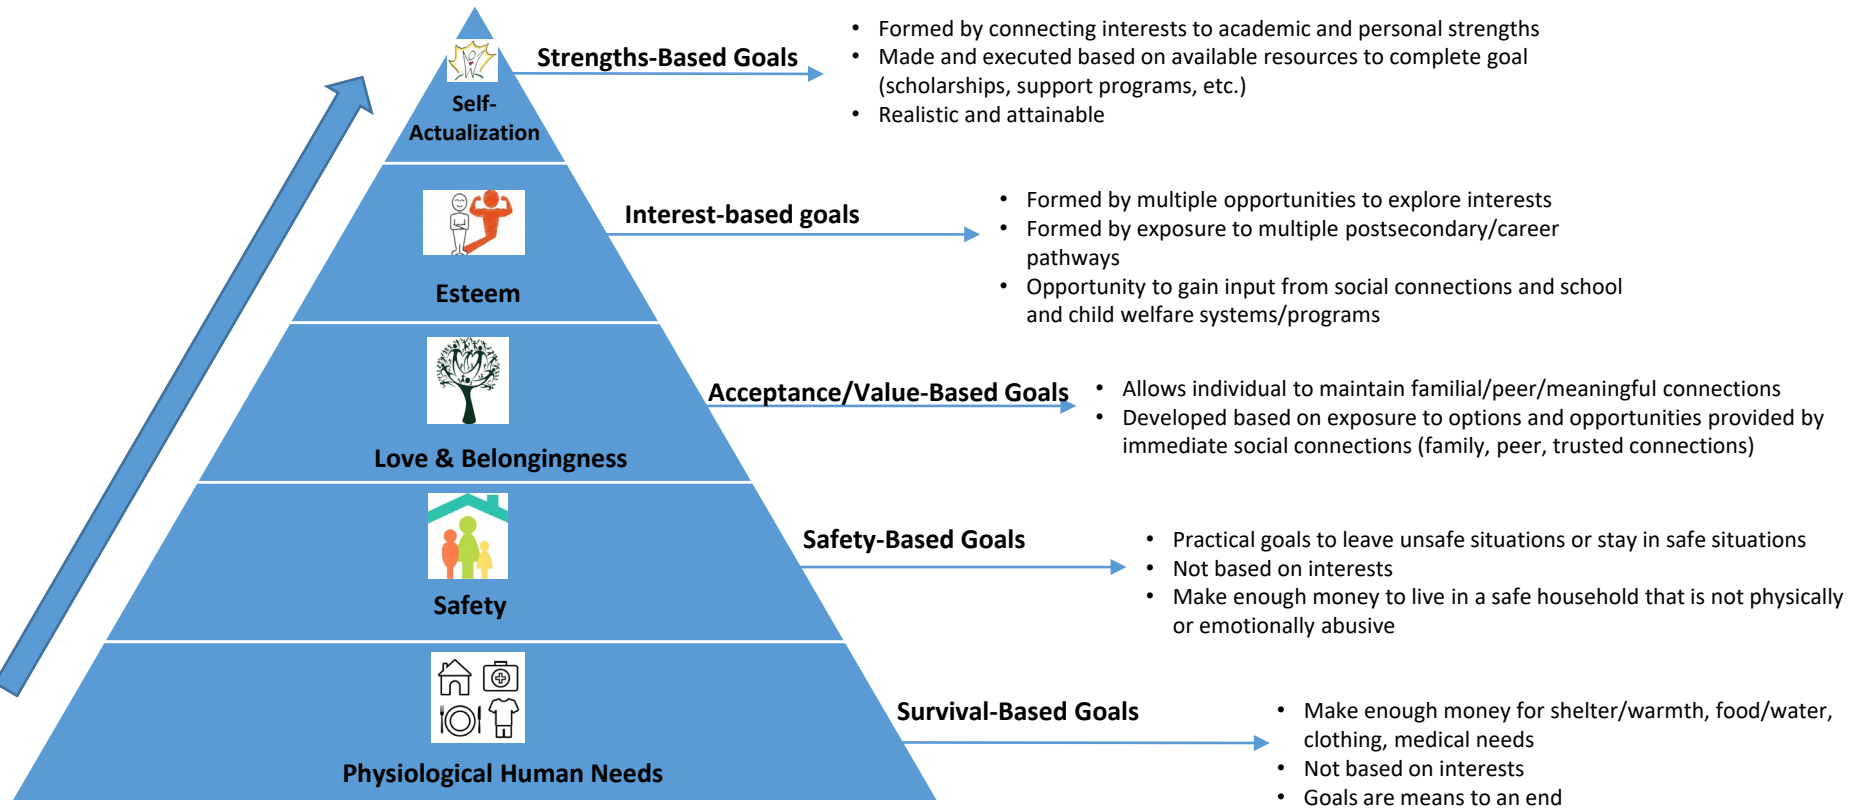 Strengths-Based Goals
• Formed by connecting interests to academic and personal strengths
• Made and executed based on available resources to complete goal
(scholarships, support programs, etc.)
• Realistic and attainable
Self-
Actualization
Interest-based goals
• Formed by multiple opportunities to explore interests
• Formed by exposure to multiple postsecondary/career
pathways
• Opportunity to gain input from social connections and school
and child welfare systems/programs
Esteem
Acceptance/Value-Based Goals
• Allows individual to maintain familial/peer/meaningful connections
• Developed based on exposure to options and opportunities provided by
immediate social connections (family, peer, trusted connections)
Love & Belongingness
Safety-Based Goals
• Practical goals to leave unsafe situations or stay in safe situations
• Not based on interests
• Make enough money to live in a safe household that is not physically
or emotionally abusive
Safety
Survival-Based Goals
• Make enough money for shelter/warmth, food/water,
clothing, medical needs
• Not based on interests
• Goals are means to an end
Physiological Human Needs